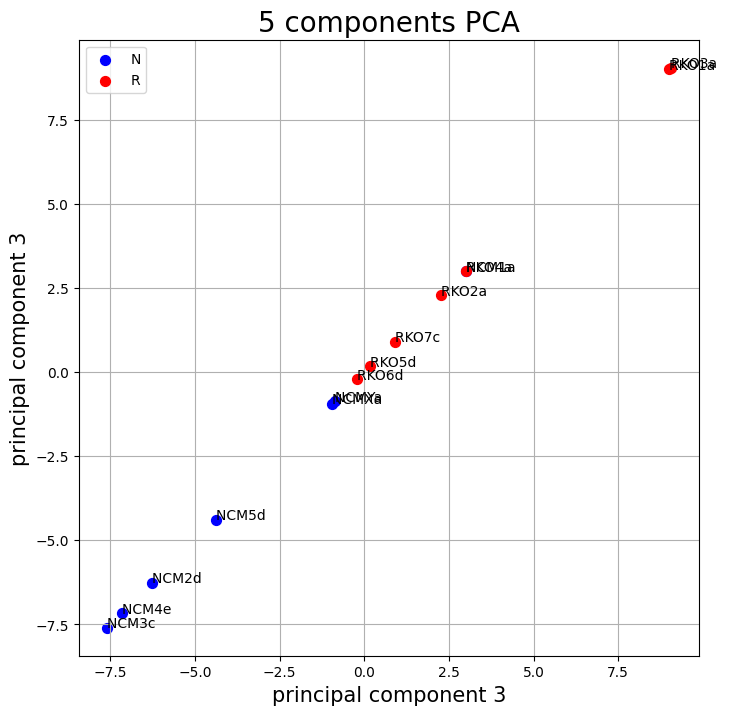 5 components PCA
N
R
RKO3a
RKO1a
7.5
5.0
NCM1a
RKO4a
2.5
RKO2a
RKO7c
RKO5d
0.0
RKO6d
NCMYa
NCMXa
−2.5
NCM5d
−5.0
NCM2d
NCM4e
−7.5
NCM3c
−7.5
−5.0
−2.5
0.0
2.5
5.0
7.5
principal component 3
principal component 3